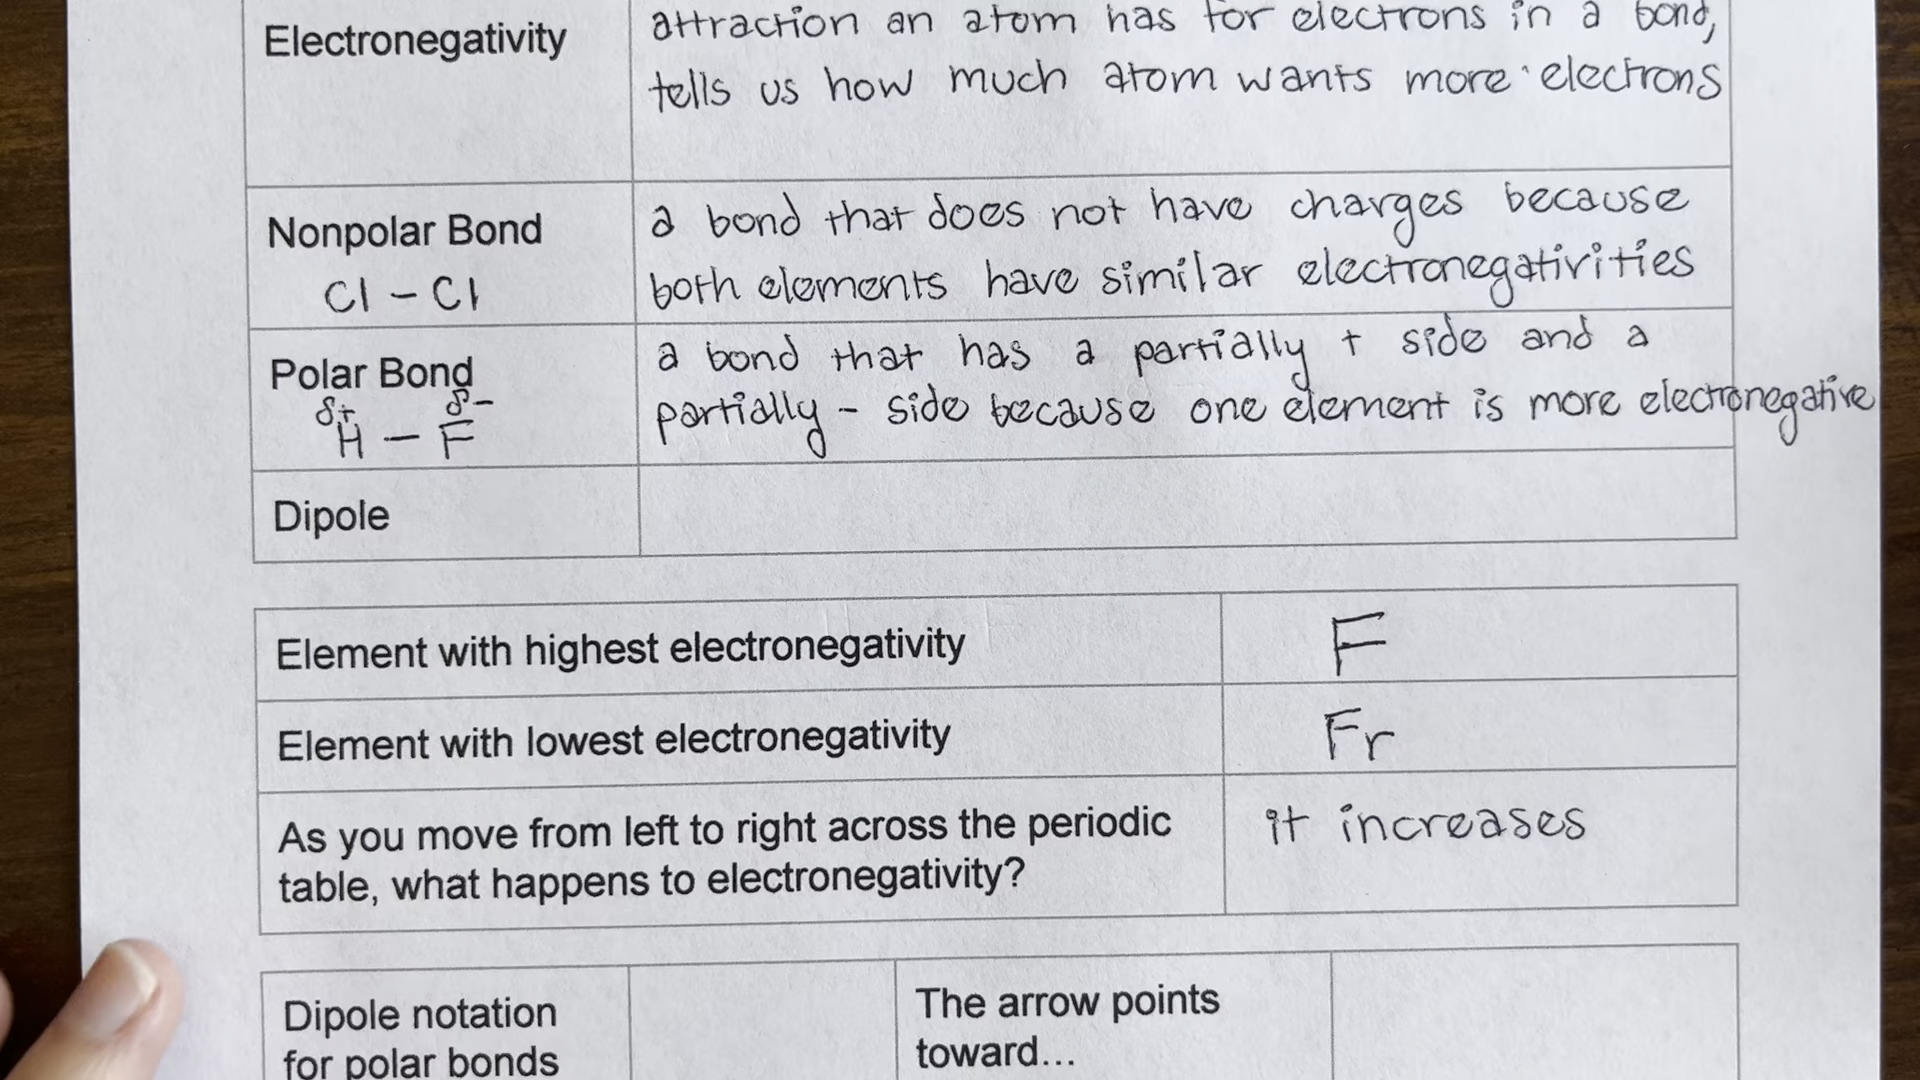 Electronegativity
attraction an atom has for electrons in a bond,
tells us how much atom wants more electrons
Nonpolar Bond
Cl - Cl
a bond that does not have charges because
both elements have similar electronegativities
Polar Bond
δ+ δ-
H - F
a bond that has a partially + side and a
partially - side because one element is more electronegative
Dipole
Element with highest electronegativity
F
Element with lowest electronegativity
Fr
As you move from left to right across the periodic
table, what happens to electronegativity?
it increases
Dipole notation
for polar bonds
The arrow points
toward...